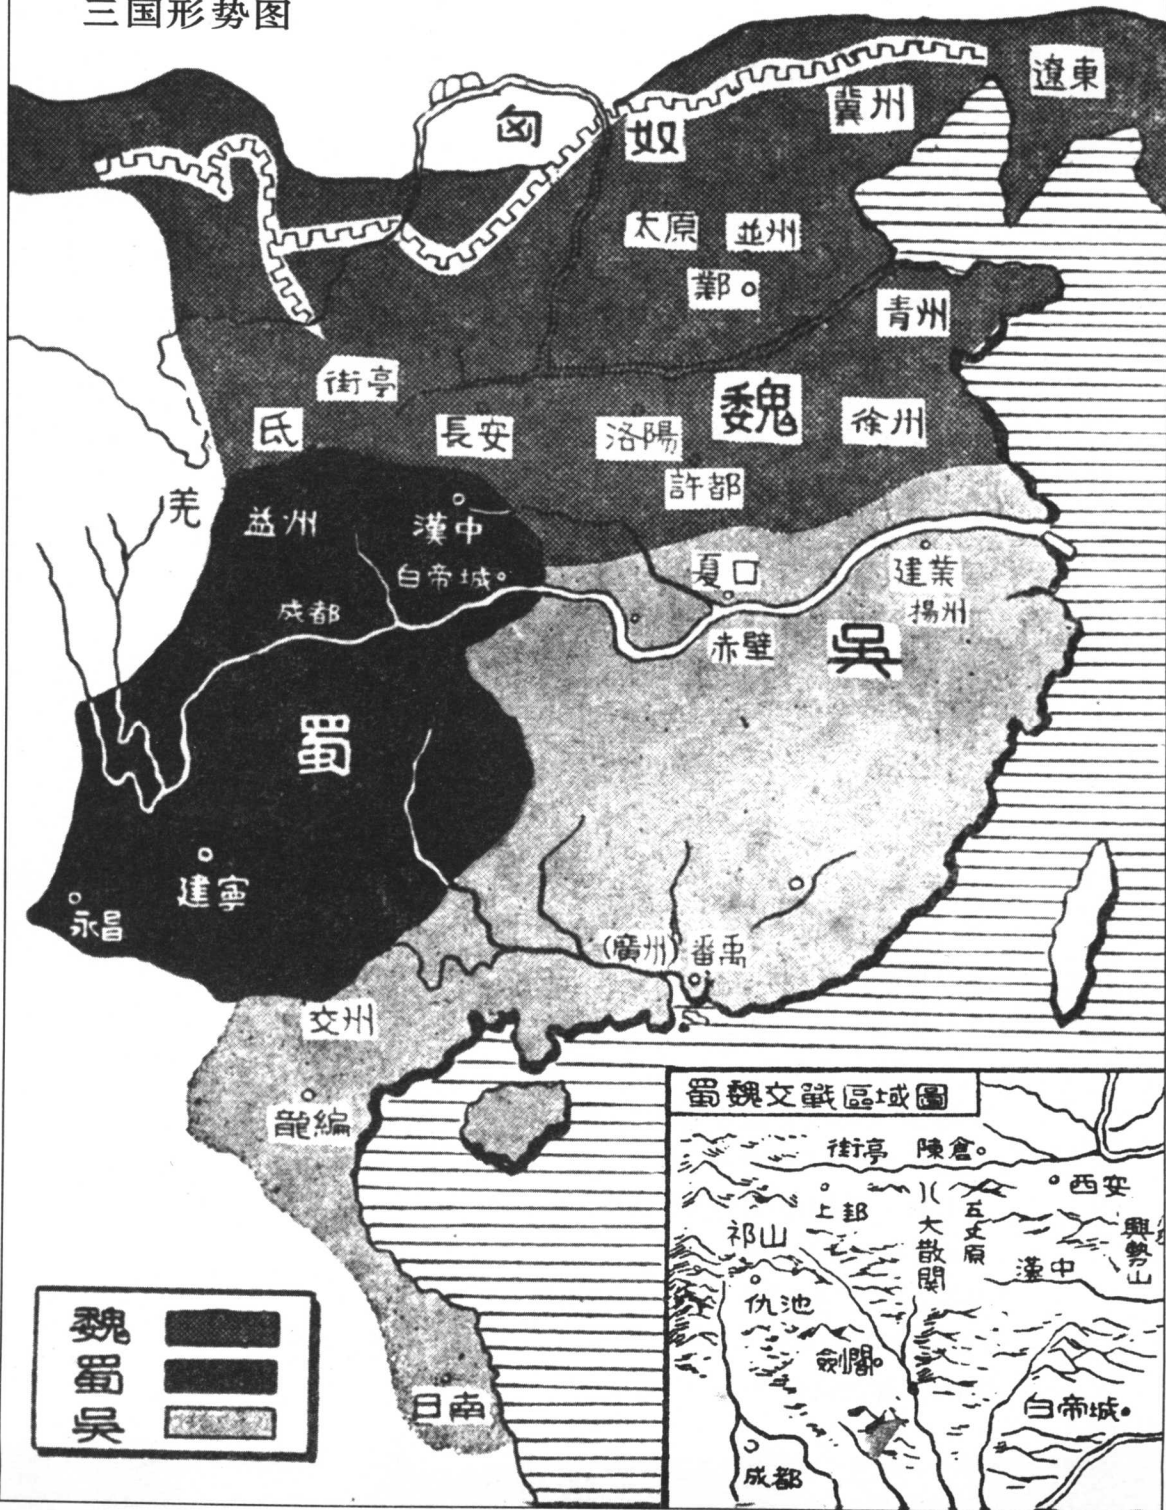 三国形势图
遼東
冀州
匈奴
太原 並州
鄴
青州
街亭
魏
徐州
氐
長安
洛陽
許都
羌
益州
漢中
夏口
建業
白帝城
成都
揚州
赤壁
吳
蜀
建寧
永昌
(廣州) 番禹
交州
龍編
日南
魏
蜀
吳
蜀魏交戰區域圖
街亭 陳倉
西安
上邽
大散關
五丈原
興勢山
祁山
漢中
仇池
劍閣
白帝城
成都